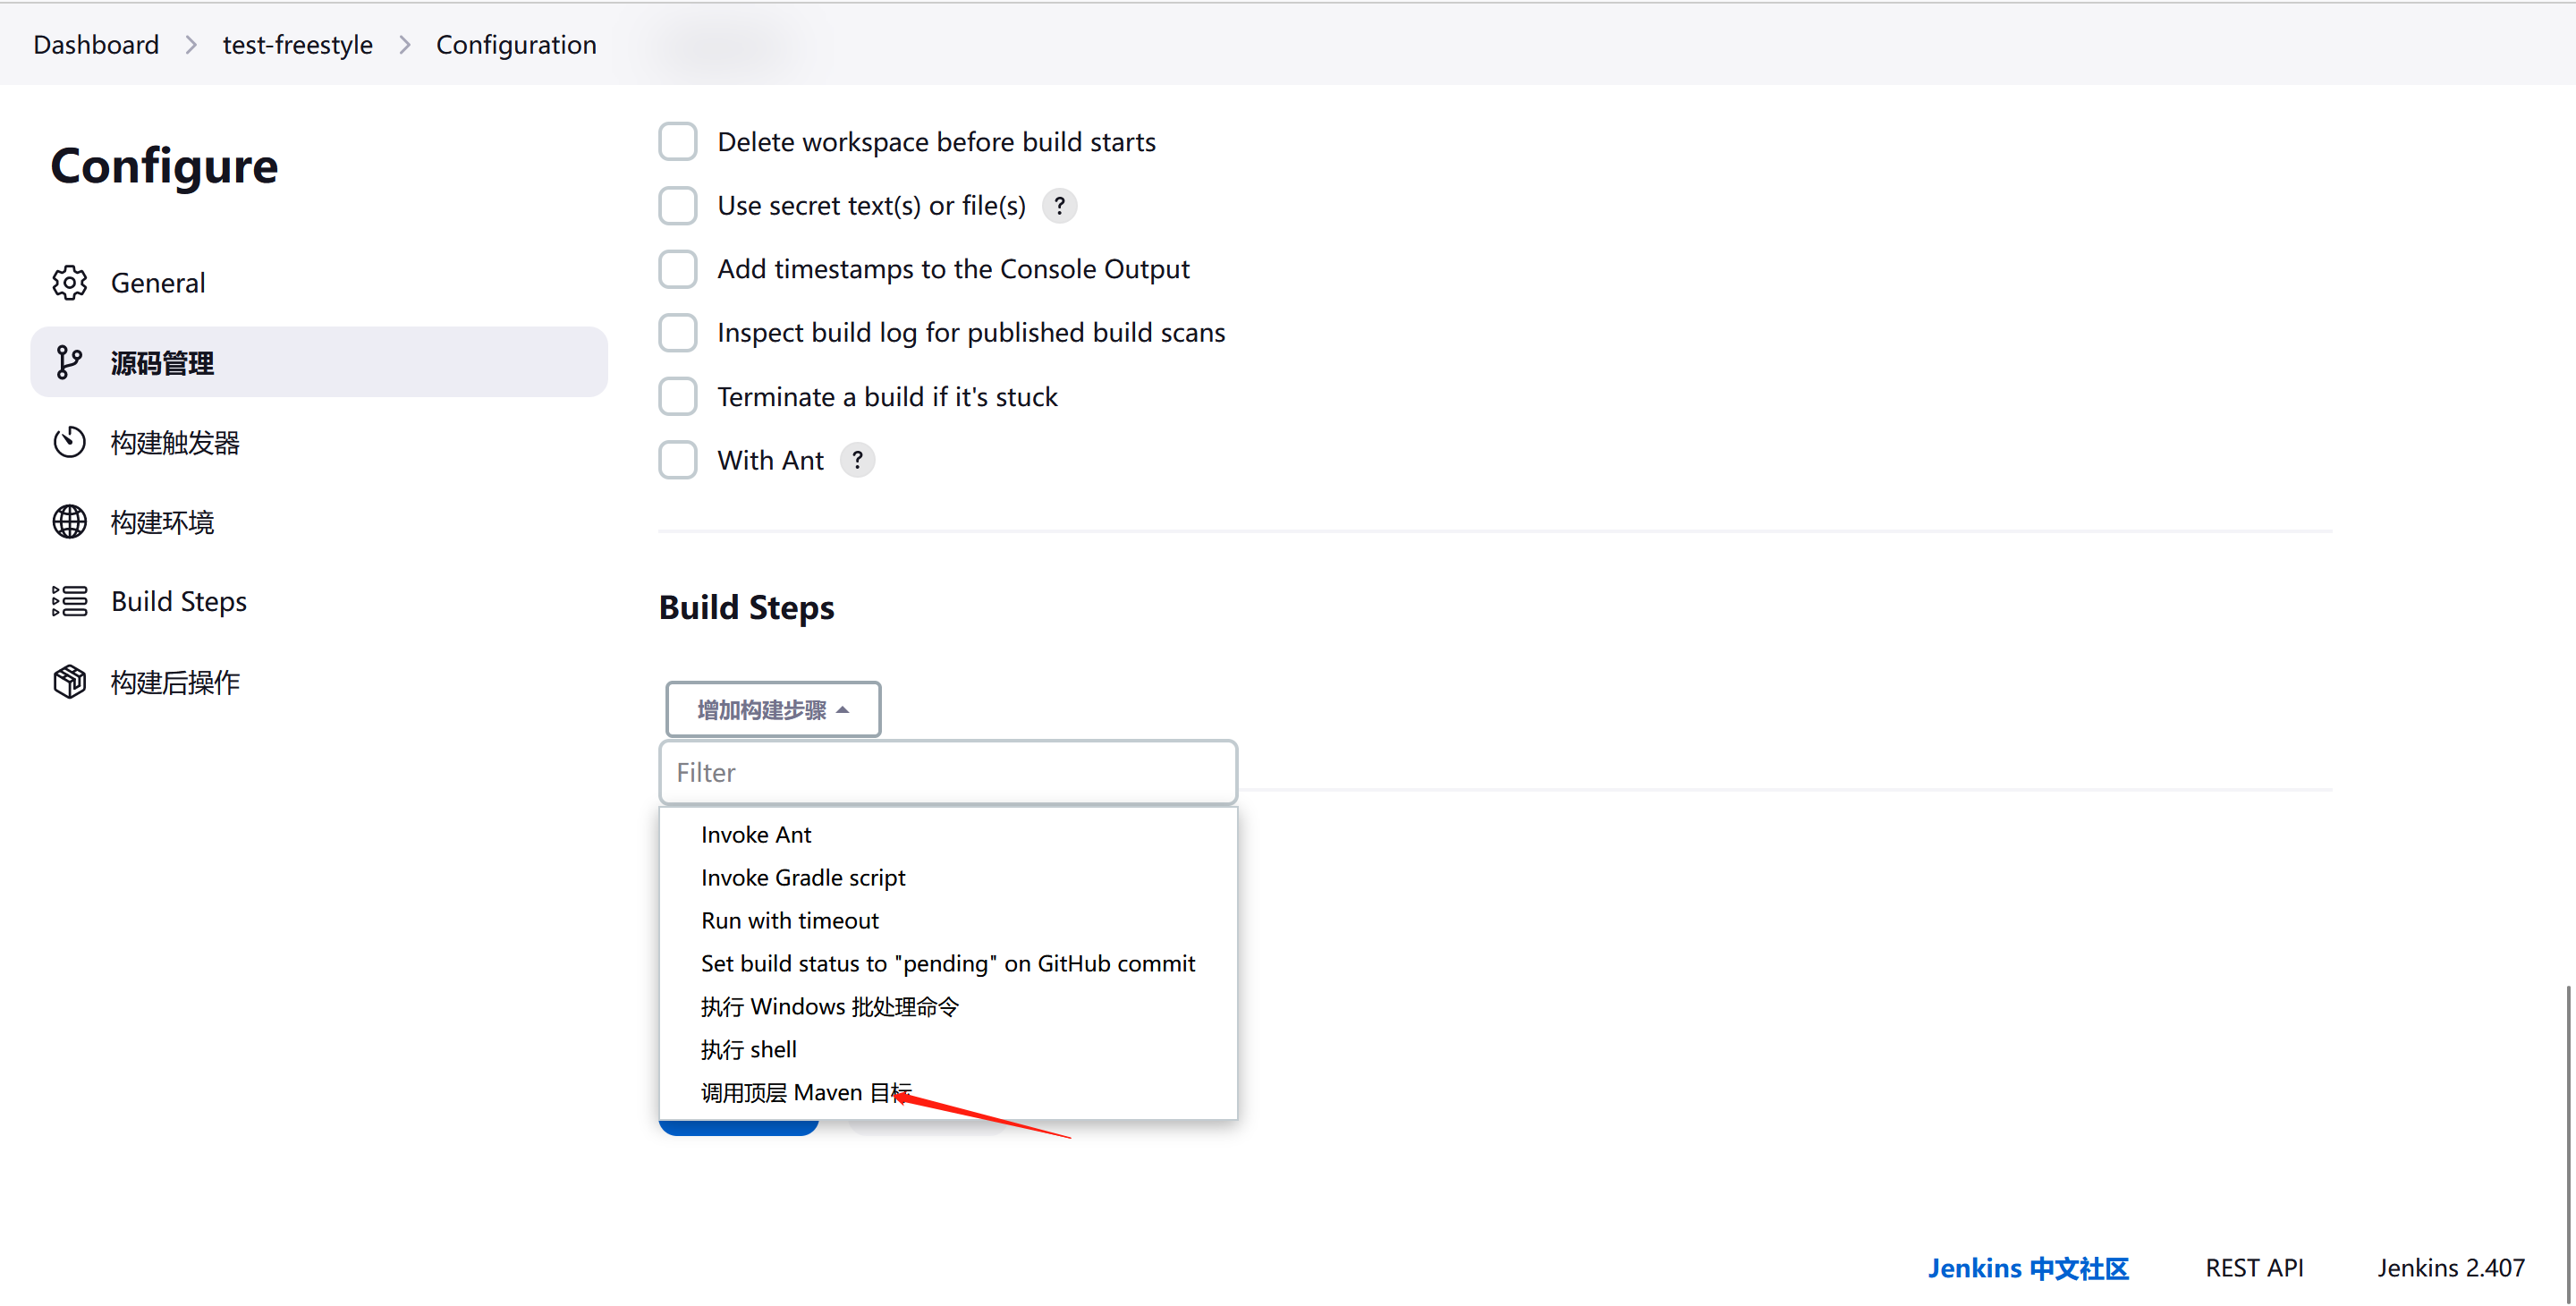 Dashboard > test-freestyle > Configuration
Configure
General
源码管理
构建触发器
构建环境
Build Steps
构建后操作
Delete workspace before build starts
Use secret text(s) or file(s) ?
Add timestamps to the Console Output
Inspect build log for published build scans
Terminate a build if it's stuck
With Ant ?
Build Steps
增加构建步骤
Filter
Invoke Ant
Invoke Gradle script
Run with timeout
Set build status to "pending" on GitHub commit
执行 Windows 批处理命令
执行 shell
调用顶层 Maven 目标
Jenkins 中文社区
REST API
Jenkins 2.407